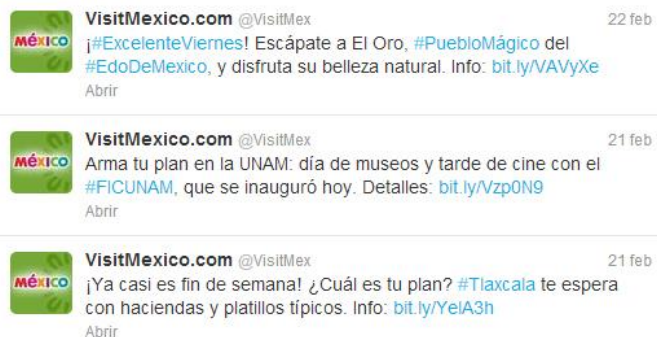 VisitMexico.com @VisitMex 22 feb
méxico
¡#ExcelenteViernes! Escápate a El Oro, #PuebloMágico del
#EdoDeMexico, y disfruta su belleza natural. Info: bit.ly/VAVyXe
Abrir
VisitMexico.com @VisitMex 21 feb
méxico
Arma tu plan en la UNAM: día de museos y tarde de cine con el
#FICUNAM, que se inauguró hoy. Detalles: bit.ly/Vzp0N9
Abrir
VisitMexico.com @VisitMex 21 feb
méxico
¡Ya casi es fin de semana! ¿Cuál es tu plan? #Tlaxcala te espera
con haciendas y platillos típicos. Info: bit.ly/YelA3h
Abrir